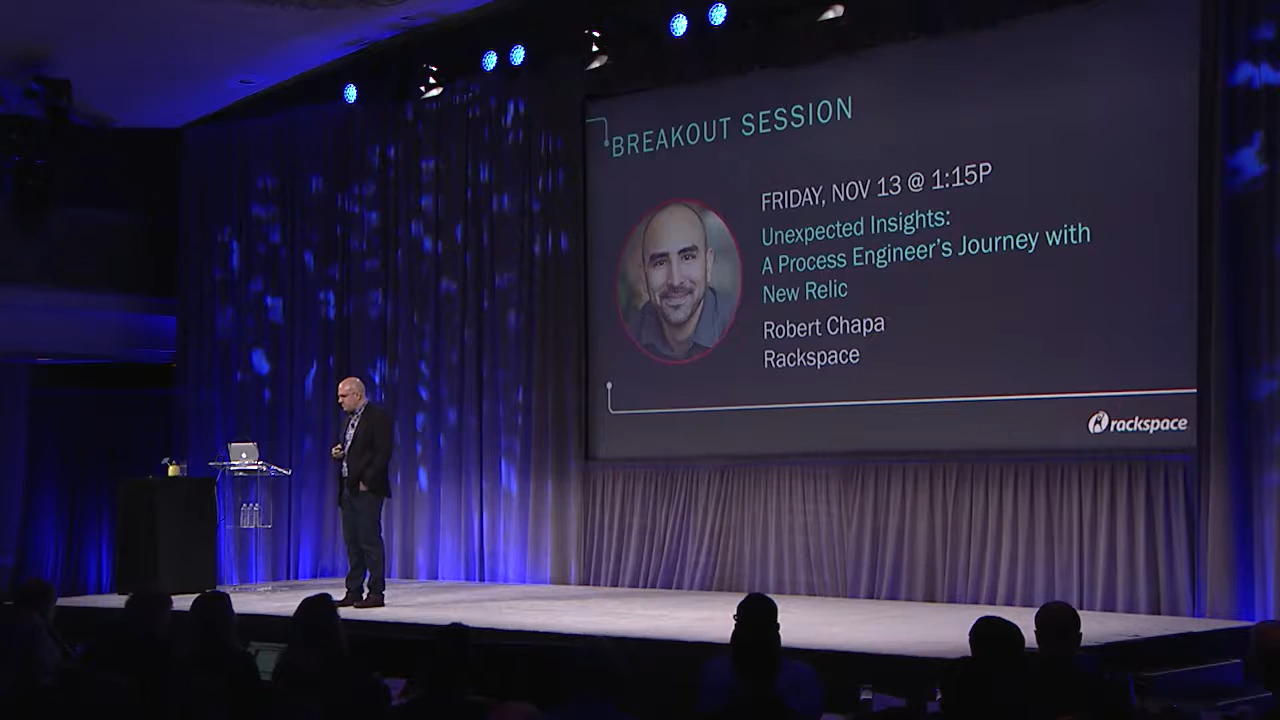 BREAKOUT SESSION
FRIDAY, NOV 13 @ 1:15P
Unexpected Insights:
A Process Engineer's Journey with
New Relic
Robert Chapa
Rackspace
rackspace